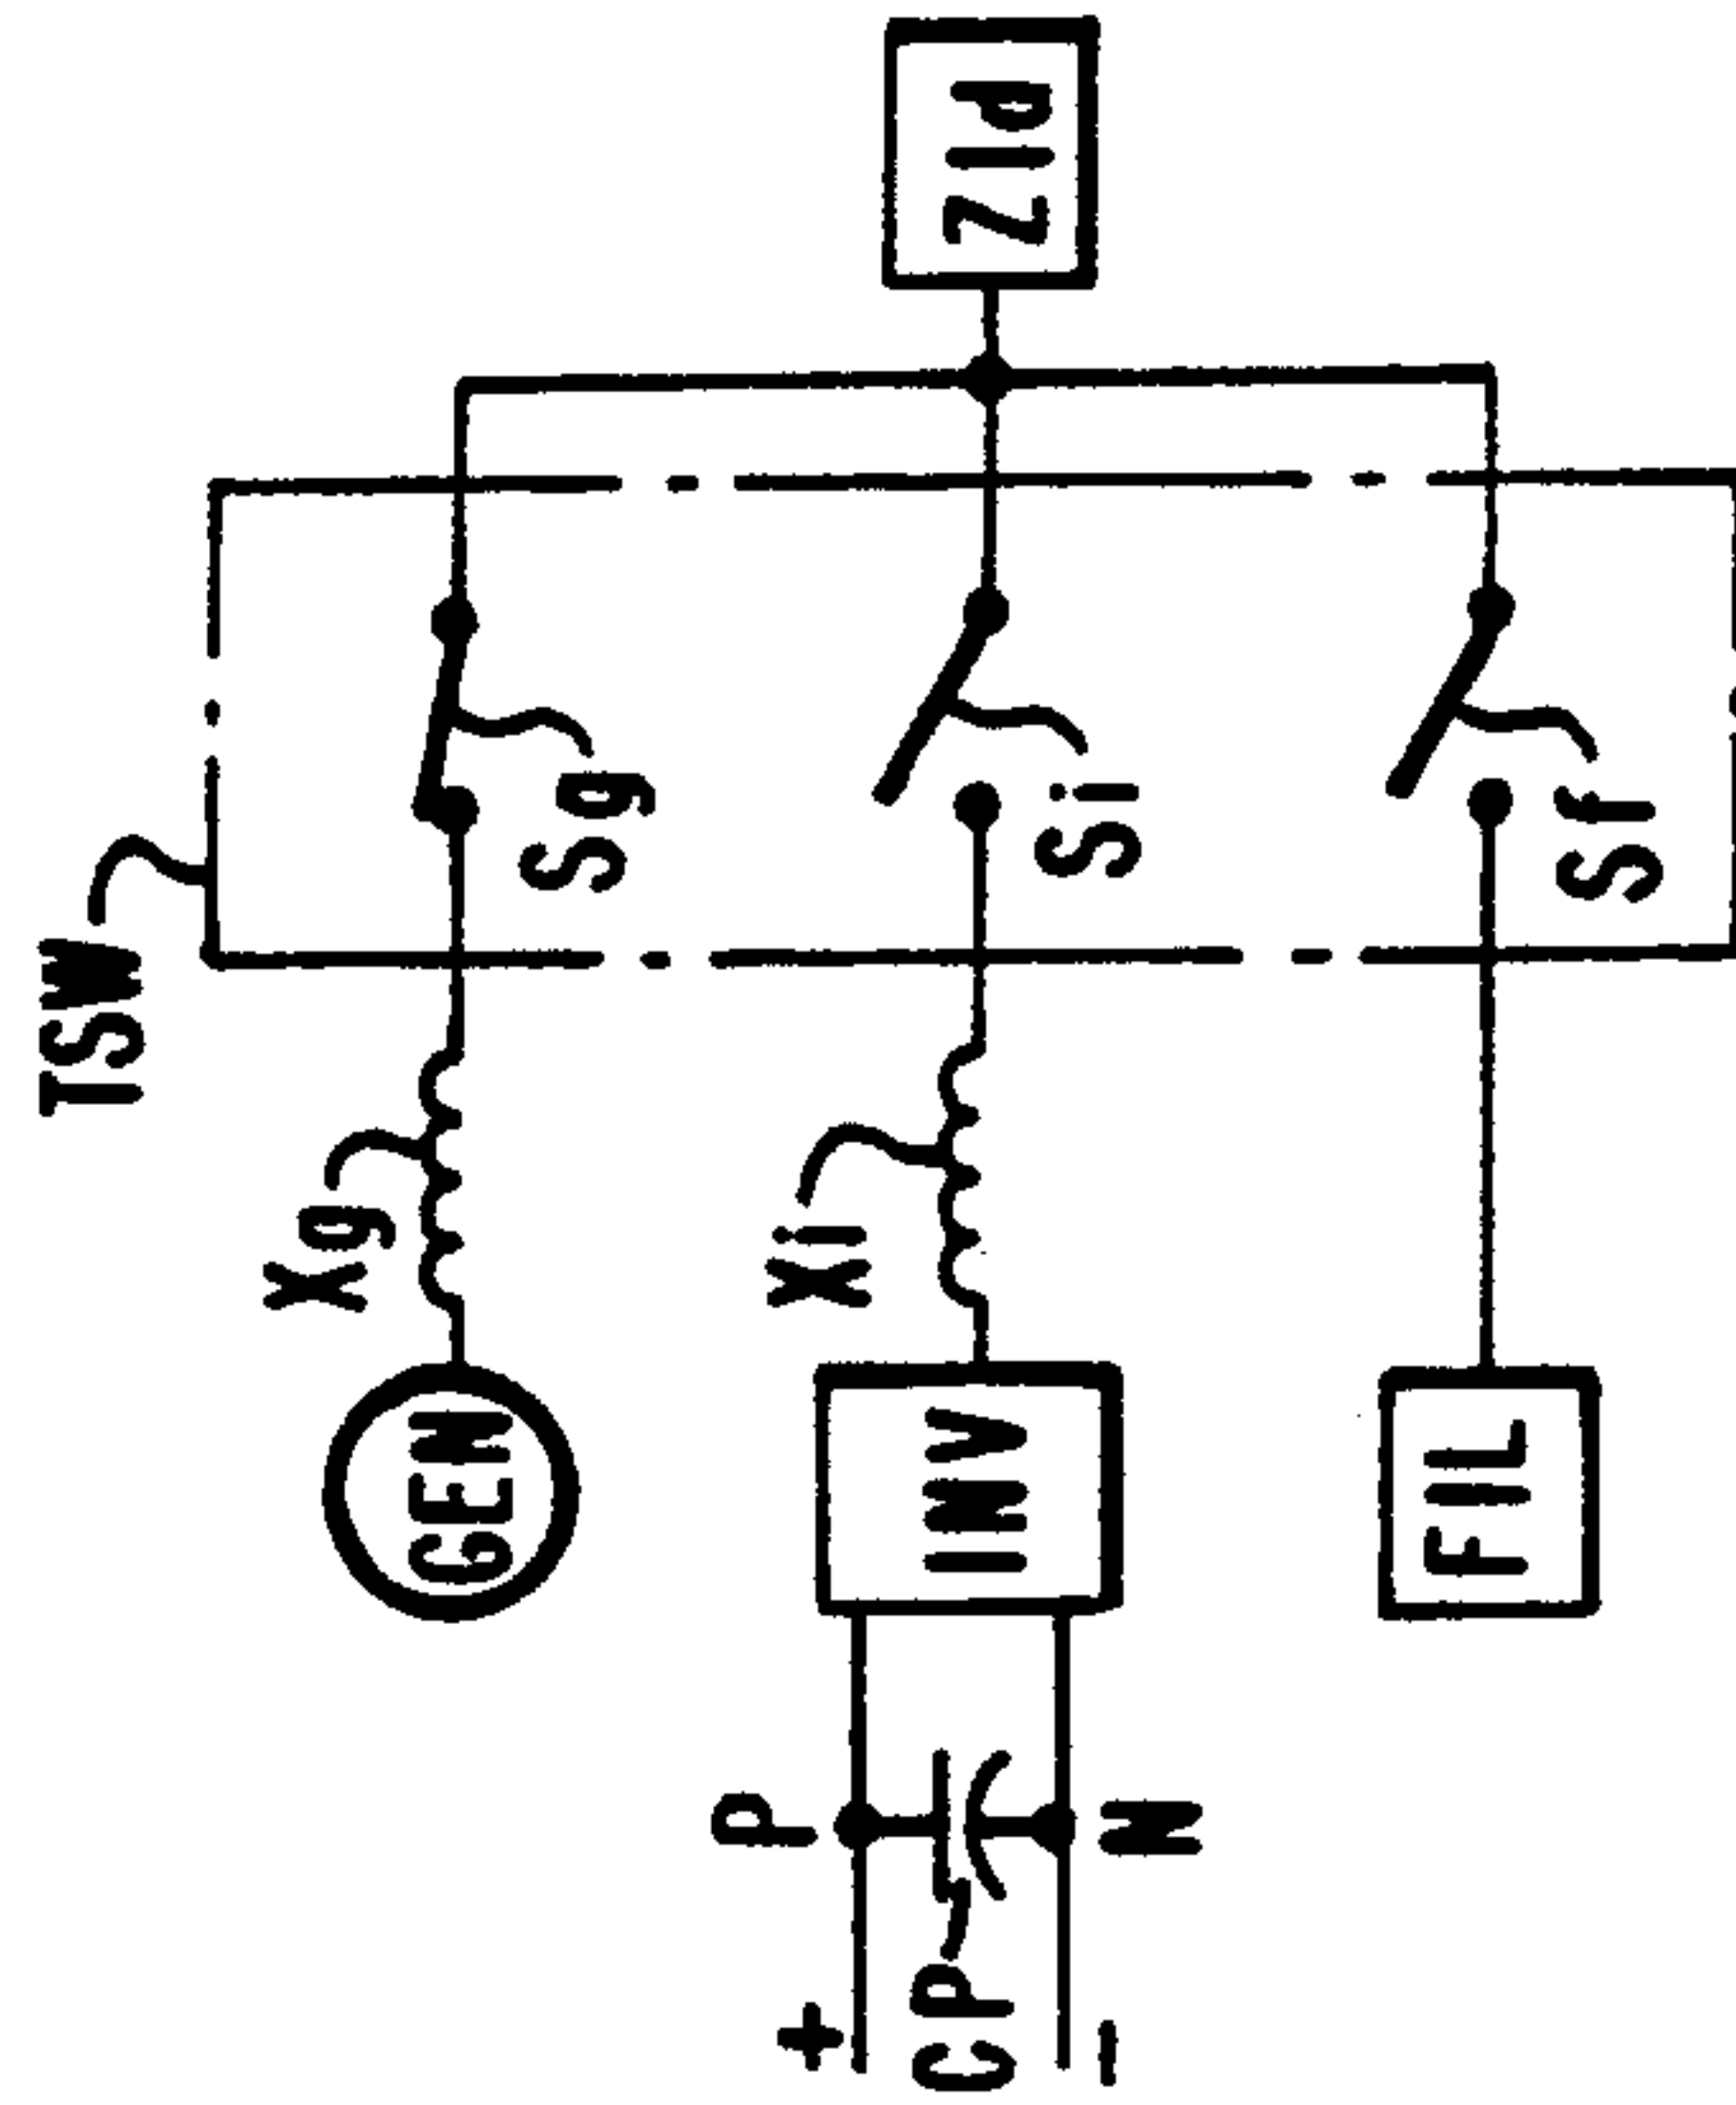 TSW
Xg
Sg
GEN
Zld
P
Xi
+
INV
Si
CP
N
−
FIL
Sf